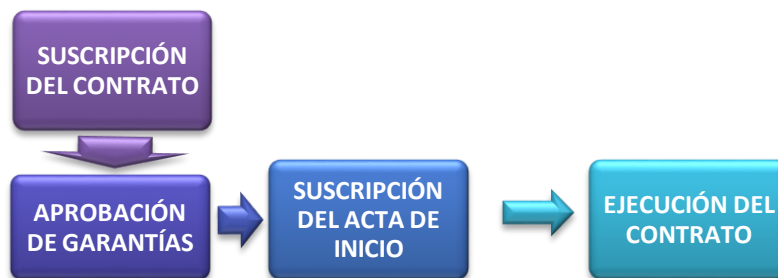 SUSCRIPCIÓN
DEL CONTRATO
APROBACIÓN
DE GARANTÍAS
SUSCRIPCIÓN
DEL ACTA DE
INICIO
EJECUCIÓN DEL
CONTRATO